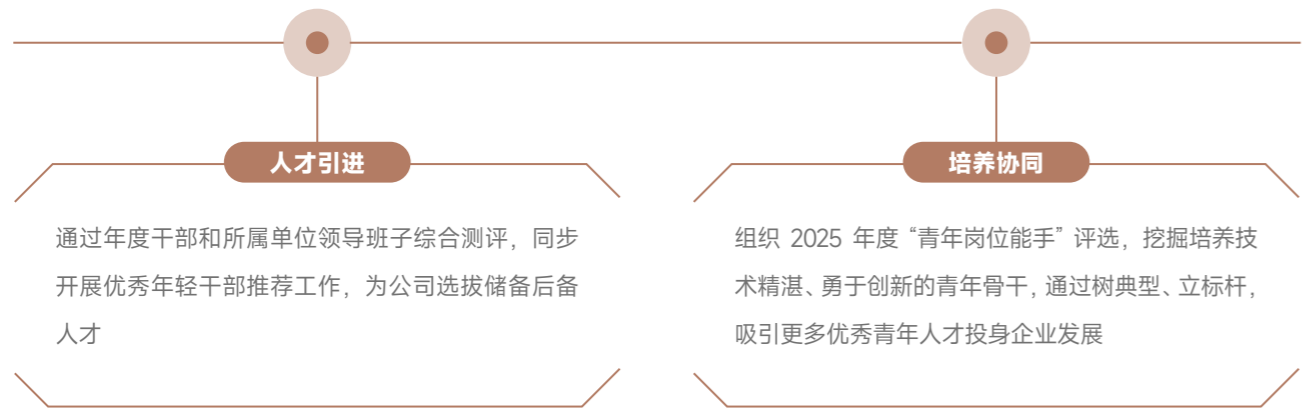 人才引进
通过年度干部和所属单位领导班子综合测评，同步
开展优秀年轻干部推荐工作，为公司选拔储备后备
人才
培养协同
组织 2025 年度“青年岗位能手”评选，挖掘培养技
术精湛、勇于创新的青年骨干，通过树典型、立标杆，
吸引更多优秀青年人才投身企业发展